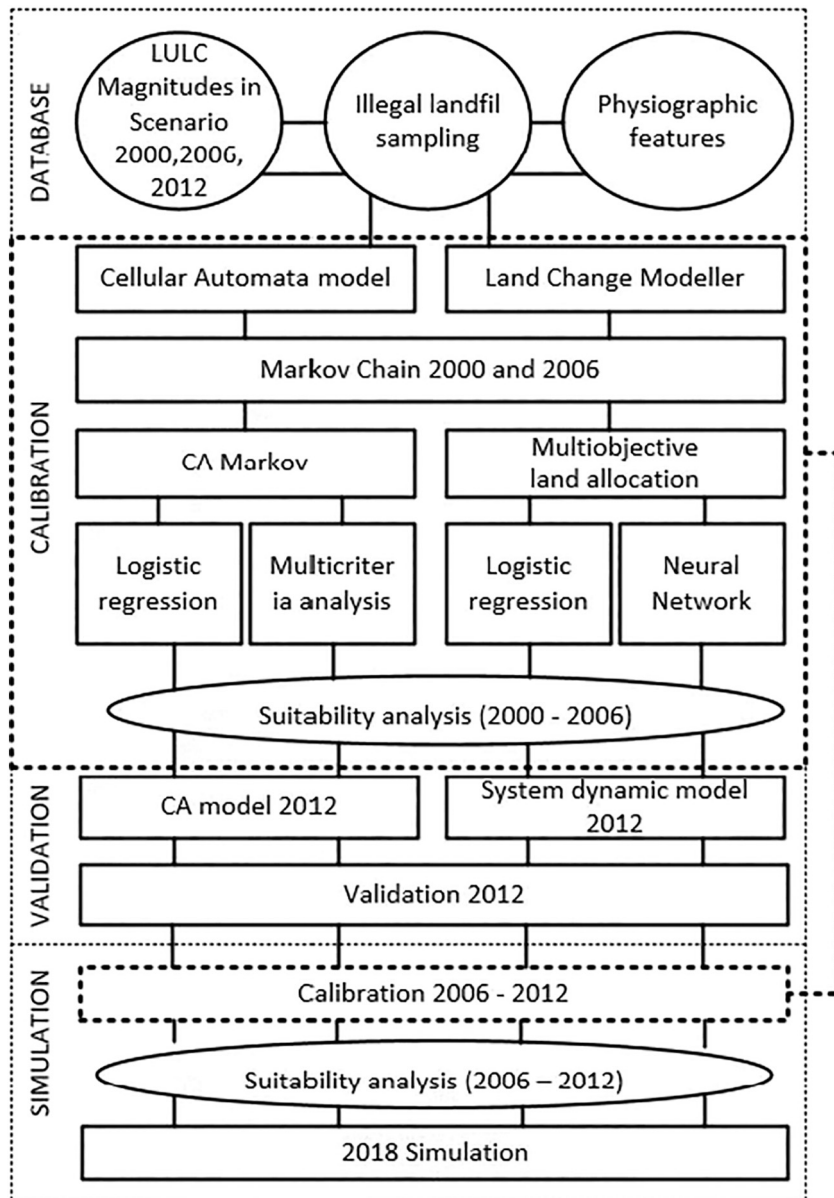 DATABASE
LULC
Magnitudes in
Scenario
2000,2006,
2012
Illegal landfil
sampling
Physiographic
features
CALIBRATION
Cellular Automata model
Land Change Modeller
Markov Chain 2000 and 2006
CA Markov
Multiobjective
land allocation
Logistic
regression
Multicriter
ia analysis
Logistic
regression
Neural
Network
Suitability analysis (2000 - 2006)
VALIDATION
CA model 2012
System dynamic model
2012
Validation 2012
SIMULATION
Calibration 2006 - 2012
Suitability analysis (2006 – 2012)
2018 Simulation